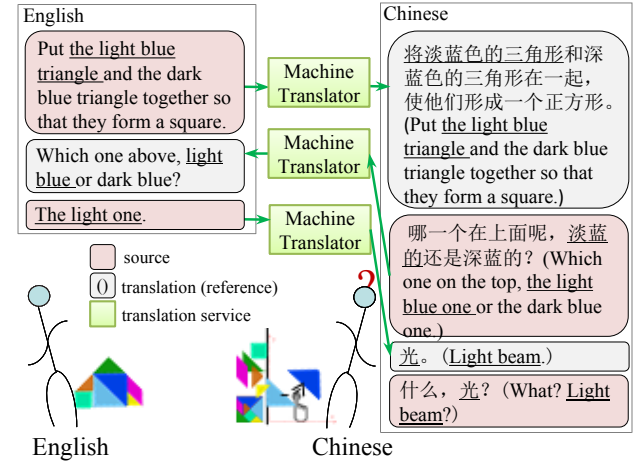 English
Put the light blue
triangle and the dark
blue triangle together so
that they form a square.
Which one above, light
blue or dark blue?
The light one.
Machine
Translator
Machine
Translator
Machine
Translator
Chinese
将淡蓝色的三角形和深
蓝色的三角形在一起，
使他们形成一个正方形。
(Put the light blue
triangle and the dark blue
triangle together so that
they form a square.)
哪一个在上面呢，淡蓝
的还是深蓝的？(Which
one on the top, the light
blue one or the dark blue
one.)
光。（Light beam.）
什么，光？（What? Light
beam?）
source
() translation (reference)
translation service
?
English
Chinese